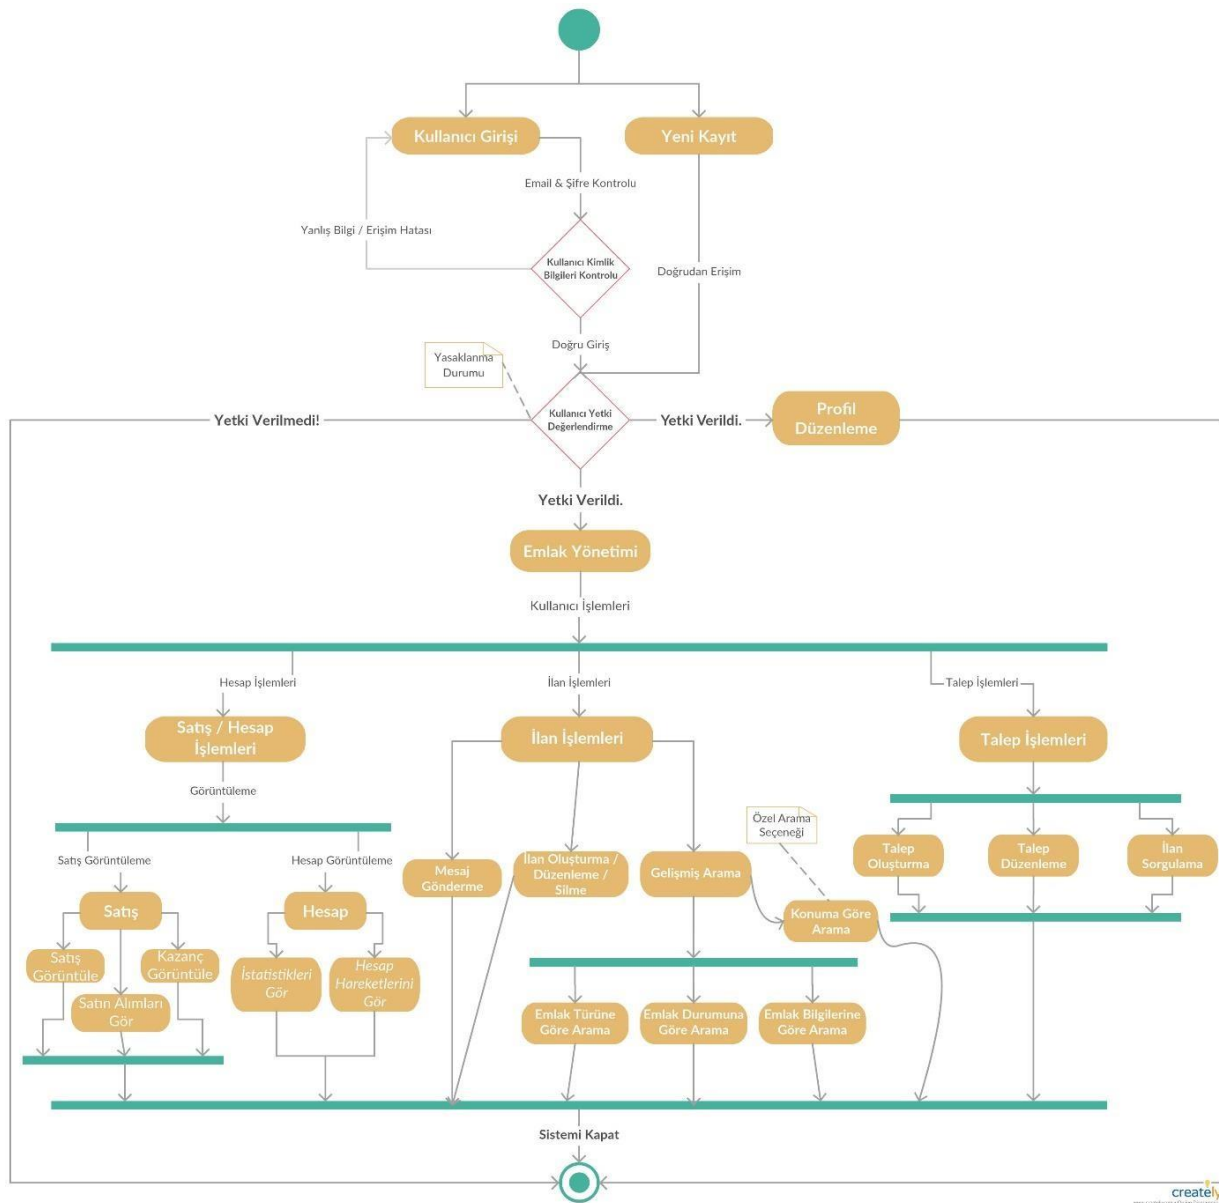 Kullanıcı Girişi
Yeni Kayıt
Email & Şifre Kontrolu
Yanlış Bilgi / Erişim Hatası
Kullanıcı Kimlik
Bilgileri Kontrolu
Doğrudan Erişim
Doğru Giriş
Yasaklanma
Durumu
Yetki Verilmedi!
Kullanıcı Yetki
Değerlendirme
Yetki Verildi.
Profil
Düzenleme
Yetki Verildi.
Emlak Yönetimi
Kullanıcı İşlemleri
Hesap İşlemleri
İlan İşlemleri
Talep İşlemleri
Satış / Hesap
İşlemleri
İlan İşlemleri
Talep İşlemleri
Görüntüleme
Özel Arama
Seçeneği
Satış Görüntüleme
Hesap Görüntüleme
Mesaj
Gönderme
İlan Oluşturma /
Düzenleme /
Silme
Gelişmiş Arama
Talep
Oluşturma
Talep
Düzenleme
İlan
Sorgulama
Satış
Hesap
Konuma Göre
Arama
Satış
Görüntüle
Kazanç
Görüntüle
Satın Alımları
Gör
İstatistikleri
Gör
Hesap
Hareketlerini
Gör
Emlak Türüne
Göre Arama
Emlak Durumuna
Göre Arama
Emlak Bilgilerine
Göre Arama
Sistemi Kapat
creately